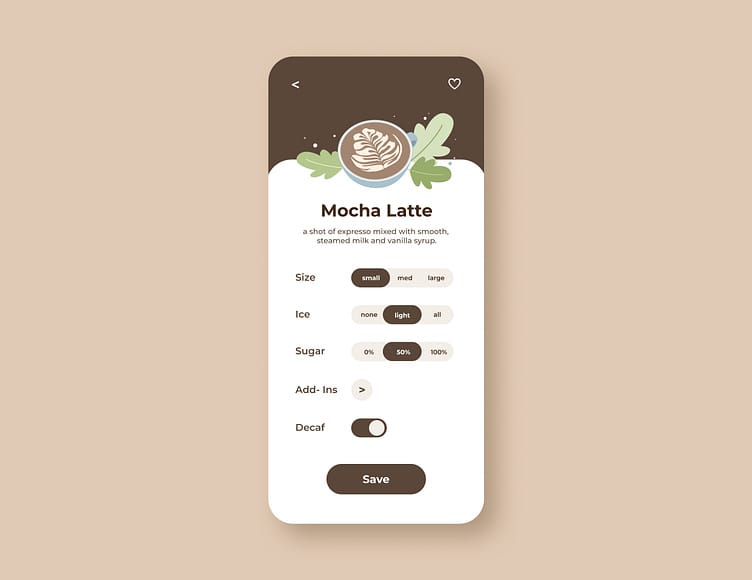 <
Mocha Latte
a shot of expresso mixed with smooth,
steamed milk and vanilla syrup.
Size small med large
Ice none light all
Sugar 0% 50% 100%
Add- Ins >
Decaf
Save